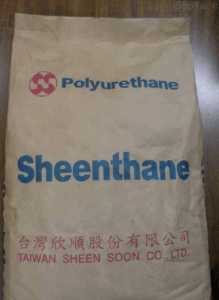 Polyurethane
Sheenthane
台灣欣順股份有限公司
TAIWAN SHEEN SOON CO., LTD.